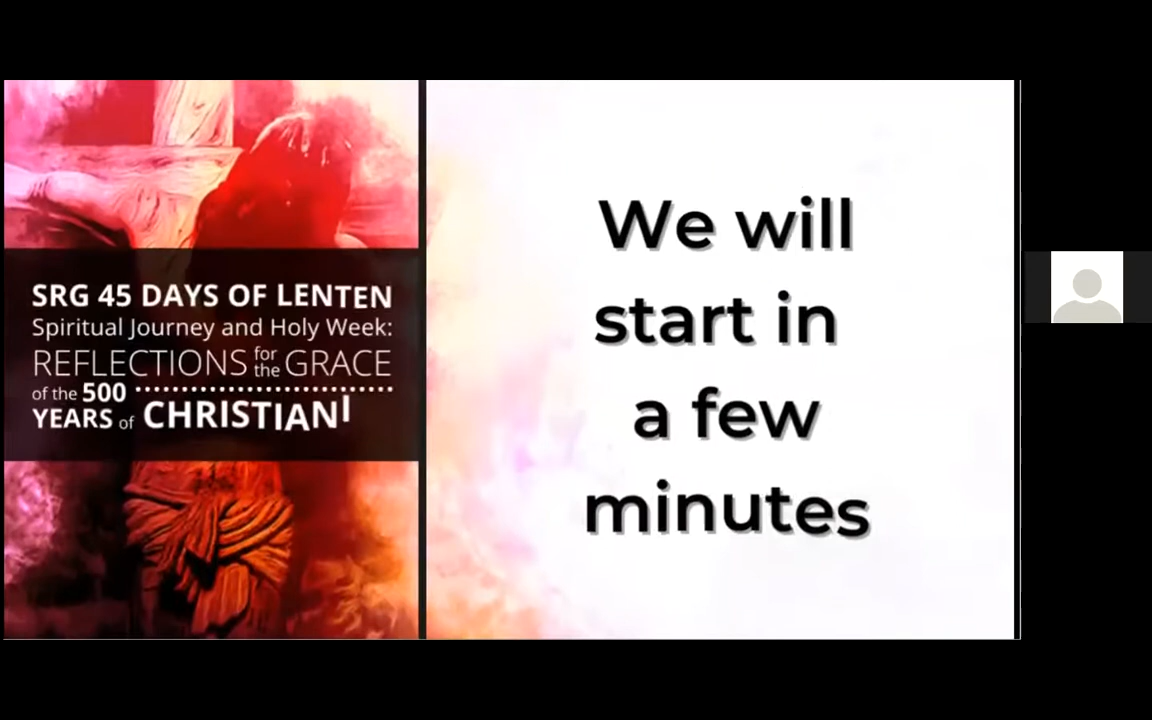 SRG 45 DAYS OF LENTEN
Spiritual Journey and Holy Week:
REFLECTIONS for the GRACE
of the 500
YEARS of CHRISTIANI
We will
start in
a few
minutes